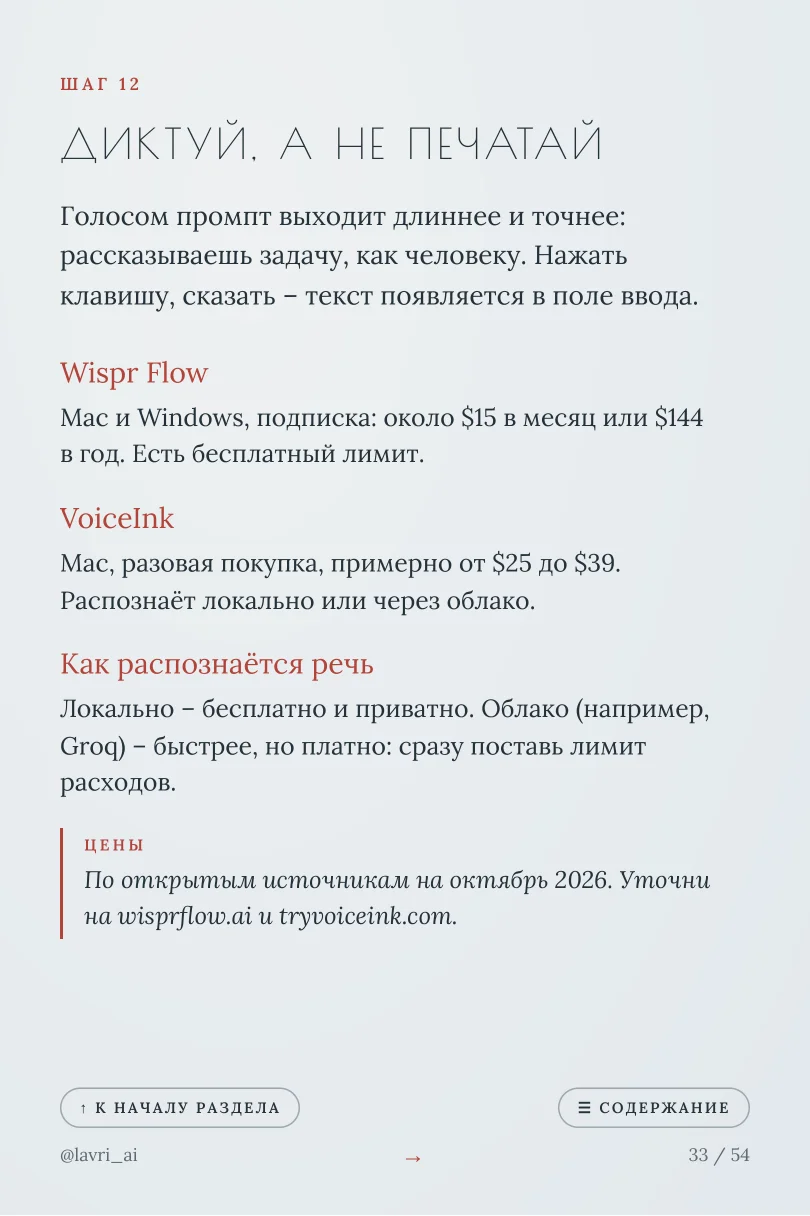 ШАГ 12
ДИКТУЙ, А НЕ ПЕЧАТАЙ
Голосом промпт выходит длиннее и точнее:
рассказываешь задачу, как человеку. Нажать
клавишу, сказать – текст появляется в поле ввода.
Wispr Flow
Mac и Windows, подписка: около $15 в месяц или $144
в год. Есть бесплатный лимит.
VoiceInk
Mac, разовая покупка, примерно от $25 до $39.
Распознаёт локально или через облако.
Как распознаётся речь
Локально – бесплатно и приватно. Облако (например,
Groq) – быстрее, но платно: сразу поставь лимит
расходов.
ЦЕНЫ
По открытым источникам на октябрь 2026. Уточни
на wisprflow.ai и tryvoiceink.com.
↑ К НАЧАЛУ РАЗДЕЛА
☰ СОДЕРЖАНИЕ
@lavri_ai
→
33 / 54